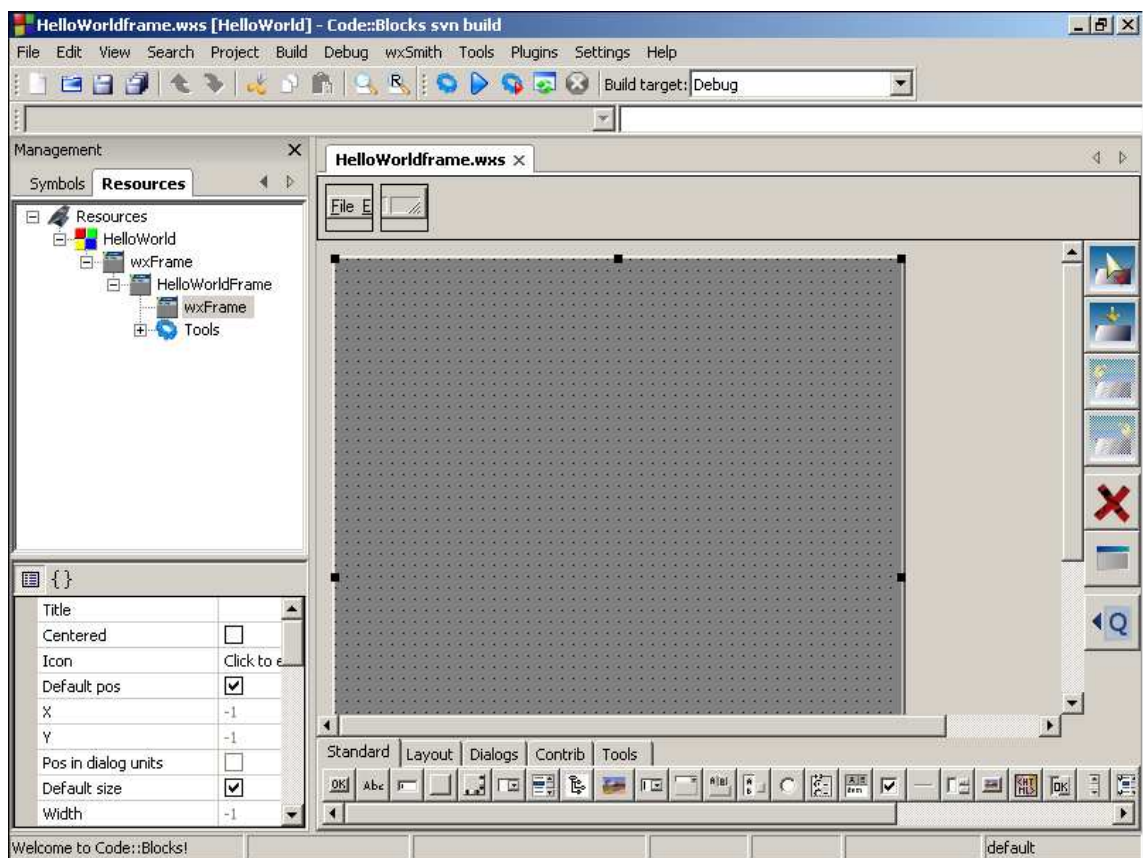 HelloWorldframe.wxs [HelloWorld] - Code::Blocks svn build
File Edit View Search Project Build Debug wxSmith Tools Plugins Settings Help
Build target: Debug
Management
HelloWorldframe.wxs
Symbols Resources
File E
Resources
HelloWorld
wxFrame
HelloWorldFrame
wxFrame
Tools
{}
Title
Centered
Icon Click to e
Default pos
X -1
Y -1
Pos in dialog units
Default size
Width -1
Q
Standard Layout Dialogs Contrib Tools
OK Abc
Welcome to Code::Blocks! default